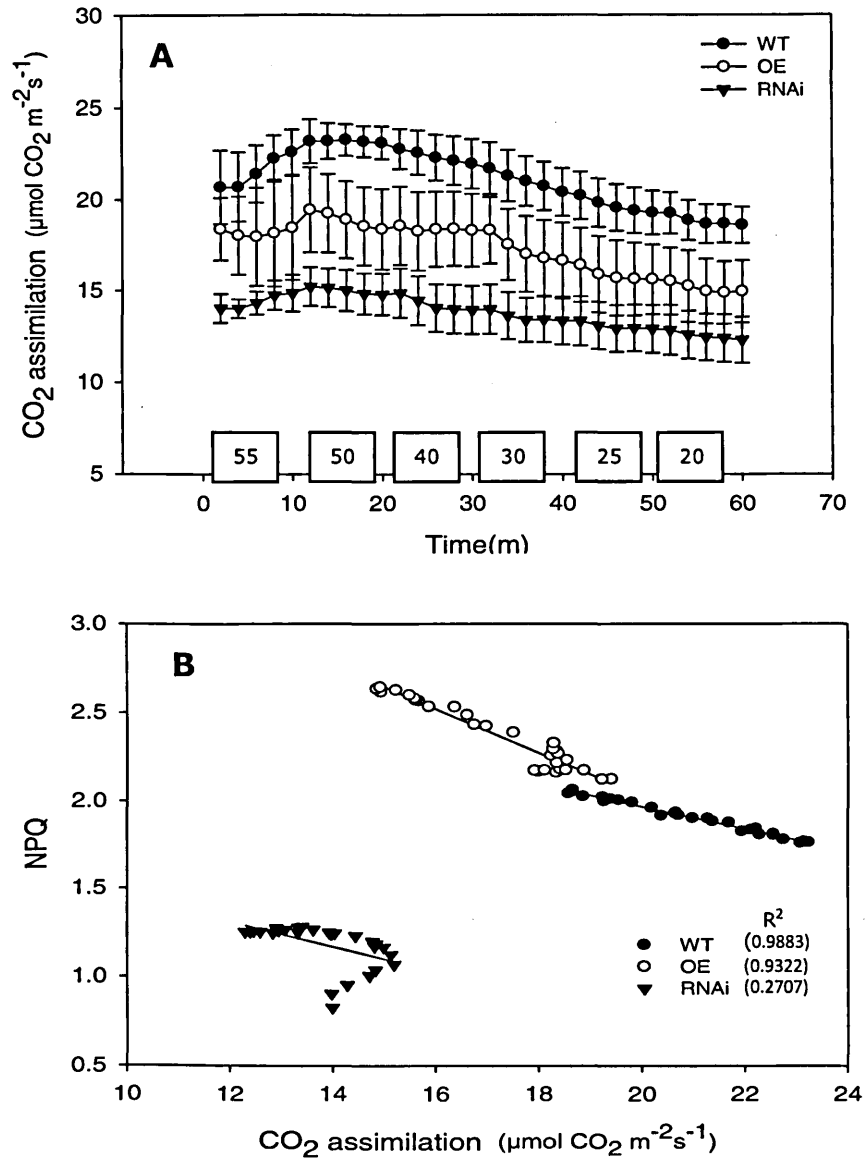 A
WT
OE
RNAi
CO2 assimilation (µmol CO2 m-2s-1)
30
25
20
15
10
5
55
50
40
30
25
20
0
10
20
30
40
50
60
70
Time(m)
B
NPQ
3.0
2.5
2.0
1.5
1.0
0.5
R2
WT (0.9883)
OE (0.9322)
RNAi (0.2707)
10
12
14
16
18
20
22
24
CO2 assimilation (µmol CO2 m-2s-1)